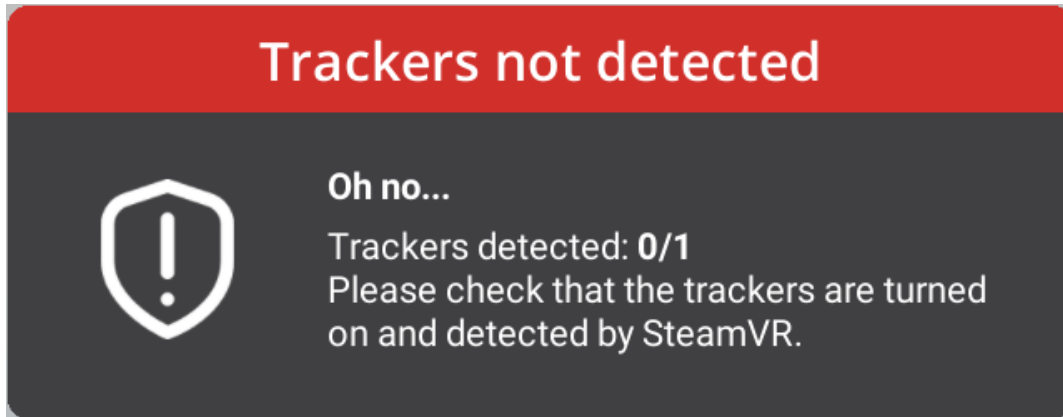 Trackers not detected
Oh no...
Trackers detected: 0/1
Please check that the trackers are turned
on and detected by SteamVR.